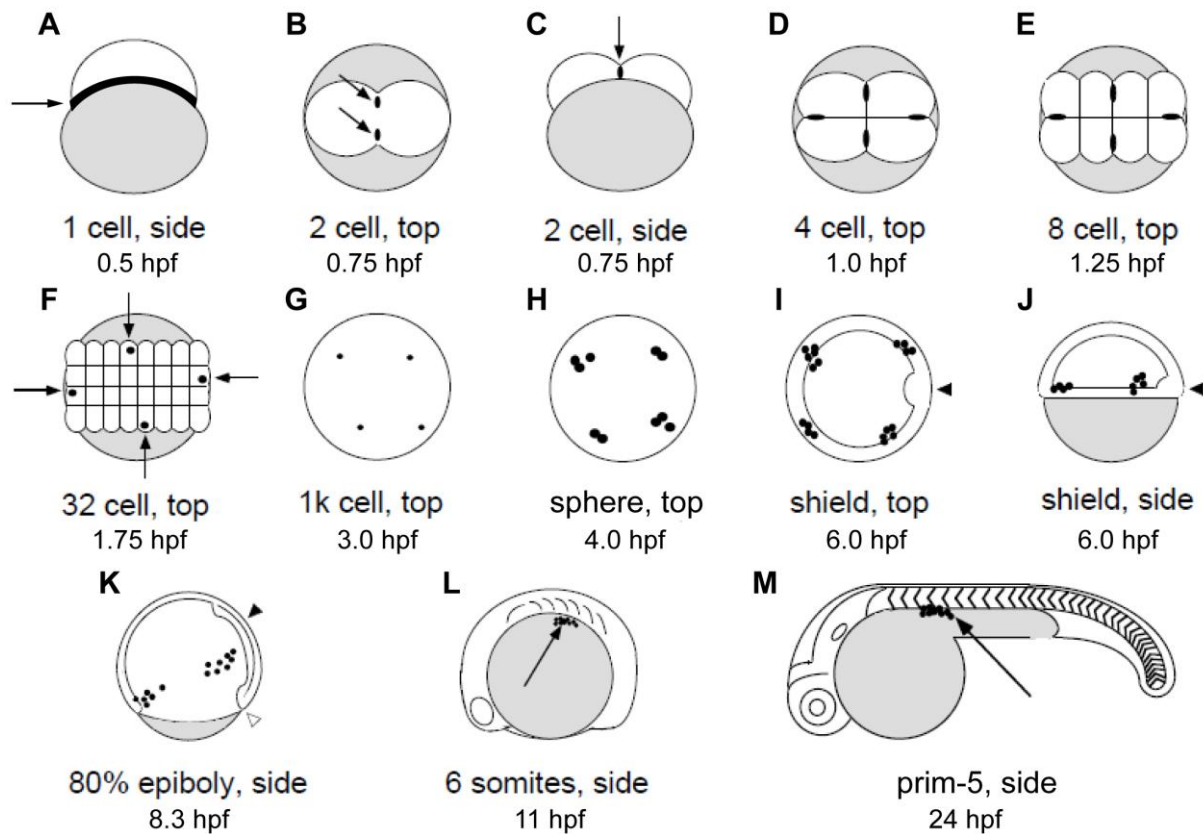 A
1 cell, side
0.5 hpf
B
2 cell, top
0.75 hpf
C
2 cell, side
0.75 hpf
D
4 cell, top
1.0 hpf
E
8 cell, top
1.25 hpf
F
32 cell, top
1.75 hpf
G
1k cell, top
3.0 hpf
H
sphere, top
4.0 hpf
I
shield, top
6.0 hpf
J
shield, side
6.0 hpf
K
80% epiboly, side
8.3 hpf
L
6 somites, side
11 hpf
M
prim-5, side
24 hpf